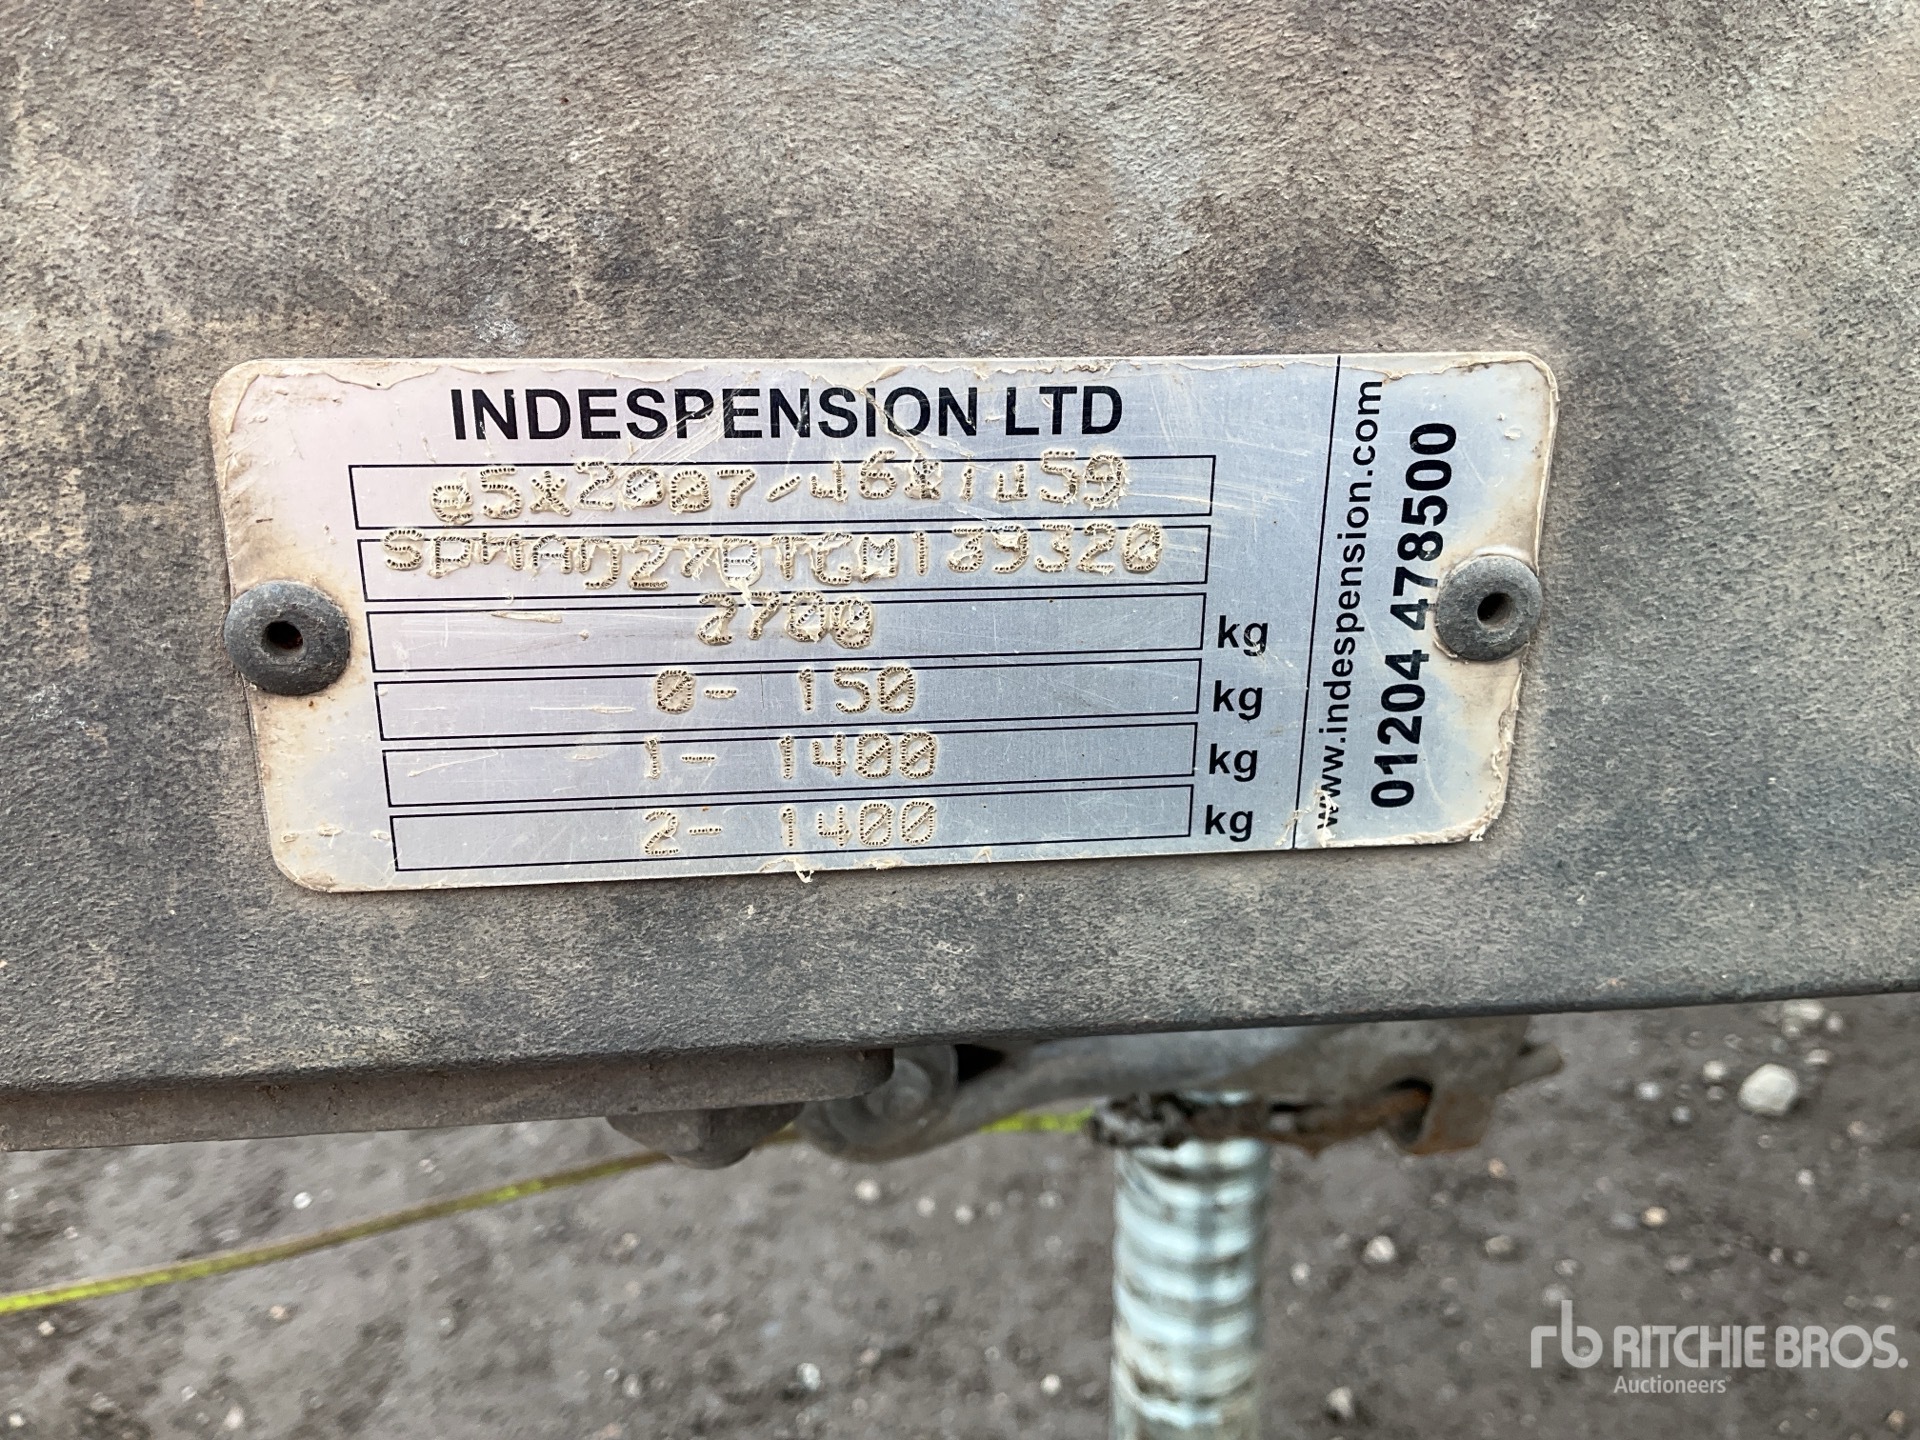 INDESPENSION LTD
2700 kg
0- 150 kg
1- 1400 kg
2- 1400 kg
www.indespension.com
01204 478500
rb RITCHIE BROS.
Auctioneers